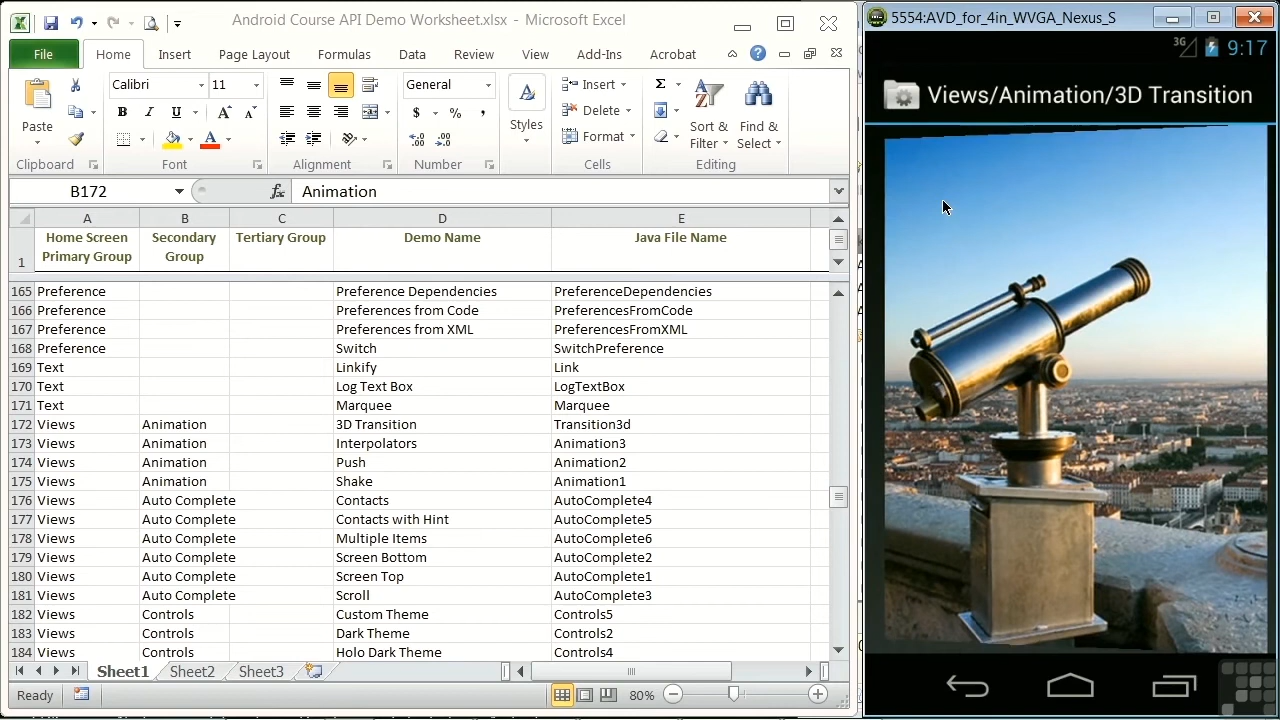 Android Course API Demo Worksheet.xlsx - Microsoft Excel
File Home Insert Page Layout Formulas Data Review View Add-Ins Acrobat
Calibri 11 General Insert Σ
Paste B I U A A $ % , Styles Delete Sort & Filter Find & Select
Format
Clipboard Font Alignment Number Cells Editing
B172 fx Animation
A B C D E
1 Home Screen Primary Group Secondary Group Tertiary Group Demo Name Java File Name
165 Preference Preference Dependencies PreferenceDependencies
166 Preference Preferences from Code PreferencesFromCode
167 Preference Preferences from XML PreferencesFromXML
168 Preference Switch SwitchPreference
169 Text Linkify Link
170 Text Log Text Box LogTextBox
171 Text Marquee Marquee
172 Views Animation 3D Transition Transition3d
173 Views Animation Interpolators Animation3
174 Views Animation Push Animation2
175 Views Animation Shake Animation1
176 Views Auto Complete Contacts AutoComplete4
177 Views Auto Complete Contacts with Hint AutoComplete5
178 Views Auto Complete Multiple Items AutoComplete6
179 Views Auto Complete Screen Bottom AutoComplete2
180 Views Auto Complete Screen Top AutoComplete1
181 Views Auto Complete Scroll AutoComplete3
182 Views Controls Custom Theme Controls5
183 Views Controls Dark Theme Controls2
184 Views Controls Holo Dark Theme Controls4
Sheet1 Sheet2 Sheet3
Ready 80%
5554:AVD_for_4in_WVGA_Nexus_S
3G 9:17
Views/Animation/3D Transition